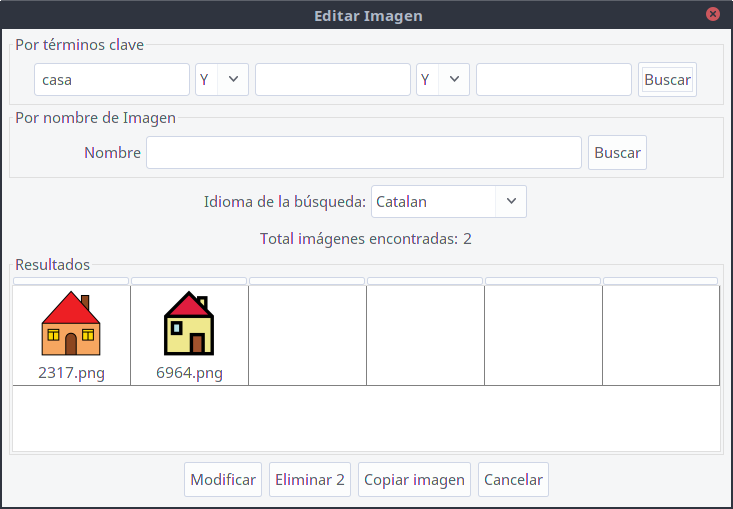 Editar Imagen
Por términos clave
casa Y Y Buscar
Por nombre de Imagen
Nombre Buscar
Idioma de la búsqueda: Catalan
Total imágenes encontradas: 2
Resultados
2317.png 6964.png
Modificar Eliminar 2 Copiar imagen Cancelar